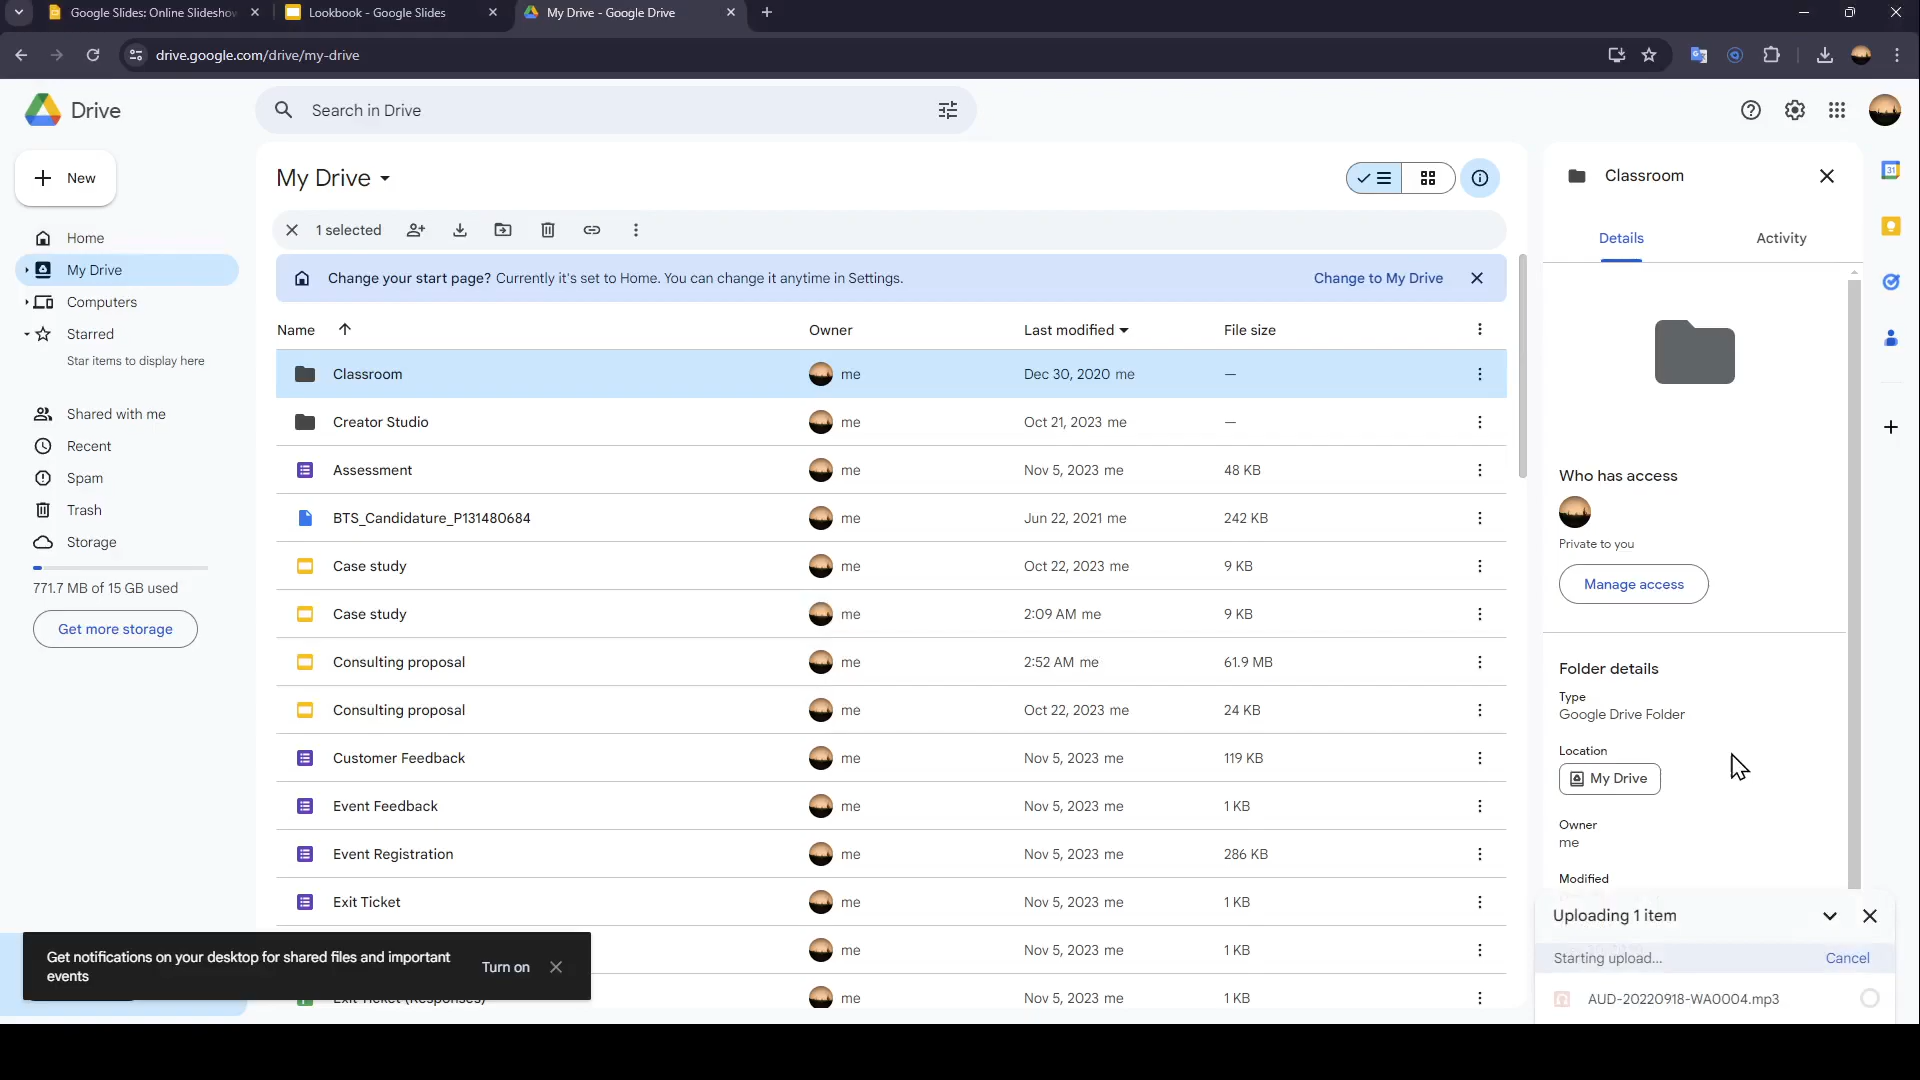 Google Slides: Online Slideshow
Lookbook - Google Slides
My Drive - Google Drive
drive.google.com/drive/my-drive
Drive
Search in Drive
New
Home
My Drive
Computers
Starred
Star items to display here
Shared with me
Recent
Spam
Trash
Storage
771.7 MB of 15 GB used
Get more storage
My Drive
1 selected
Change your start page? Currently it's set to Home. You can change it anytime in Settings. Change to My Drive
Name Owner Last modified File size
Classroom me Dec 30, 2020 me —
Creator Studio me Oct 21, 2023 me —
Assessment me Nov 5, 2023 me 48 KB
BTS_Candidature_P131480684 me Jun 22, 2021 me 242 KB
Case study me Oct 22, 2023 me 9 KB
Case study me 2:09 AM me 9 KB
Consulting proposal me 2:52 AM me 61.9 MB
Consulting proposal me Oct 22, 2023 me 24 KB
Customer Feedback me Nov 5, 2023 me 119 KB
Event Feedback me Nov 5, 2023 me 1 KB
Event Registration me Nov 5, 2023 me 286 KB
Exit Ticket me Nov 5, 2023 me 1 KB
me Nov 5, 2023 me 1 KB
Exit Ticket (Responses) me Nov 5, 2023 me 1 KB
Get notifications on your desktop for shared files and important
events
Turn on
Classroom
Details Activity
Who has access
Private to you
Manage access
Folder details
Type
Google Drive Folder
Location
My Drive
Owner
me
Modified
Uploading 1 item
Starting upload... Cancel
AUD-20220918-WA0004.mp3
31